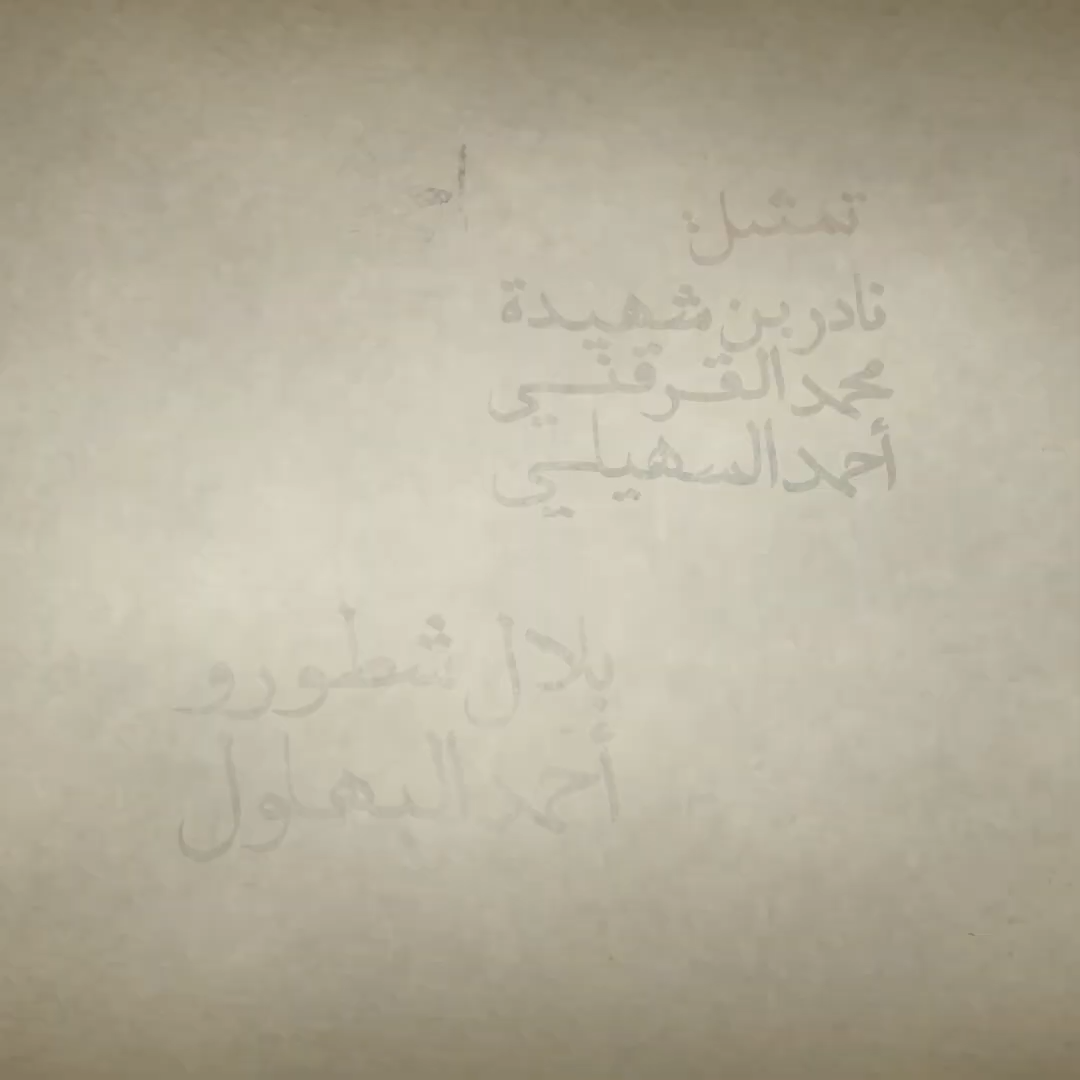 تمثيل:
نادر بن شهيدة
محمد القرقني
أحمد السهيلي
بلال شطورو
أحمد البهلول